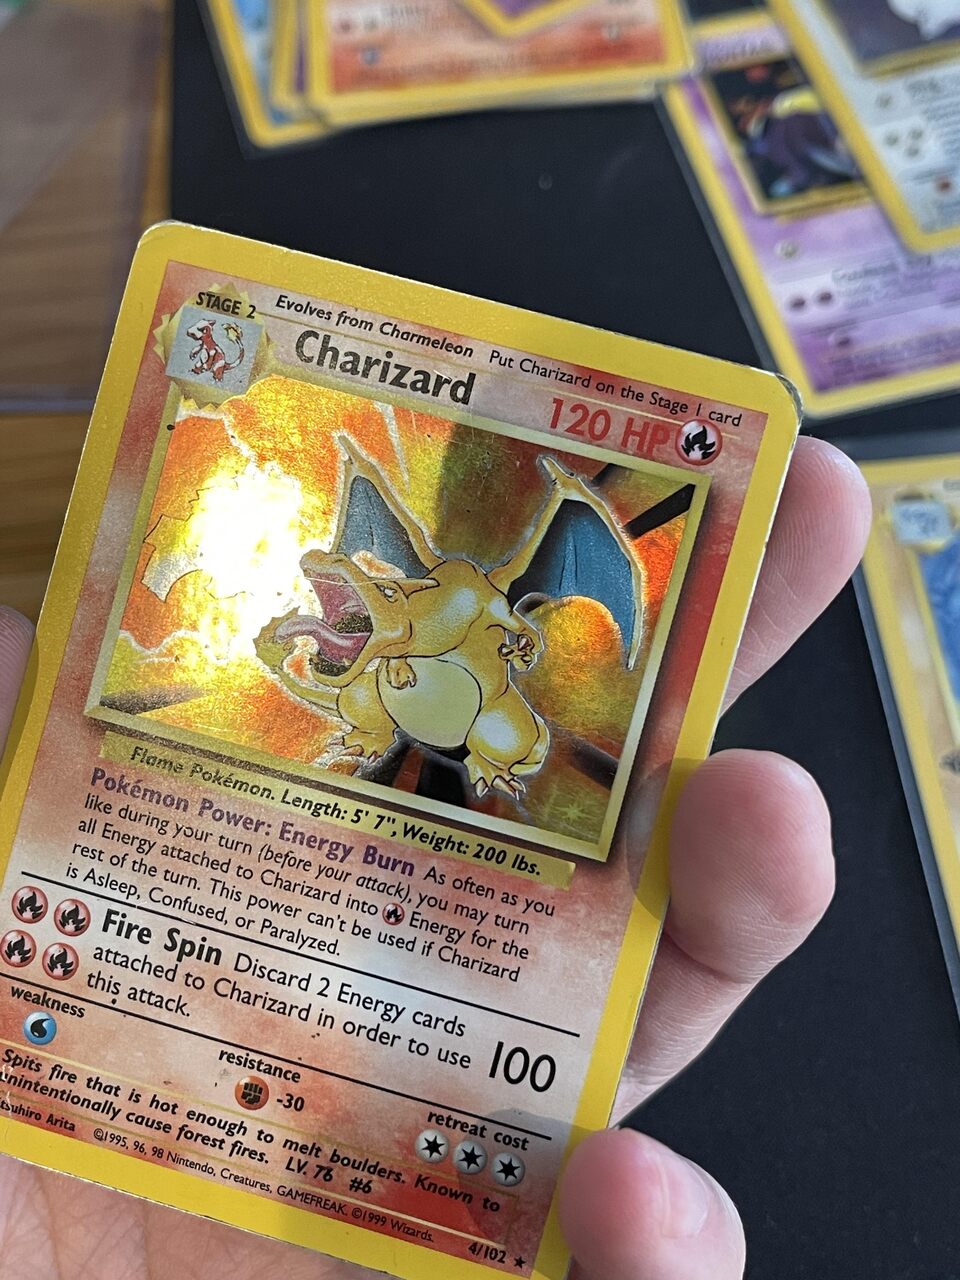 STAGE 2
Evolves from Charmeleon
Put Charizard on the Stage 1 card
Charizard
120 HP
Flame Pokémon. Length: 5' 7", Weight: 200 lbs.
Pokémon Power: Energy Burn As often as you
like during your turn (before your attack), you may turn
all Energy attached to Charizard into Energy for the
rest of the turn. This power can't be used if Charizard
is Asleep, Confused, or Paralyzed.
Fire Spin Discard 2 Energy cards
attached to Charizard in order to use
this attack.
100
weakness
resistance
-30
retreat cost
Spits fire that is hot enough to melt boulders. Known to
unintentionally cause forest fires. LV. 76 #6
tsuhiro Arita
©1995, 96, 98 Nintendo, Creatures, GAMEFREAK. ©1999 Wizards.
4/102